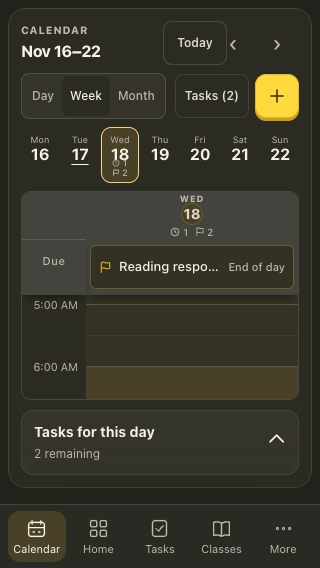 CALENDAR
Nov 16–22
Today
Day Week Month
Tasks (2)
Mon Tue Wed Thu Fri Sat Sun
16 17 18 19 20 21 22
1
2
WED
18
1 2
Due
Reading respo... End of day
5:00 AM
6:00 AM
Tasks for this day
2 remaining
Calendar Home Tasks Classes More